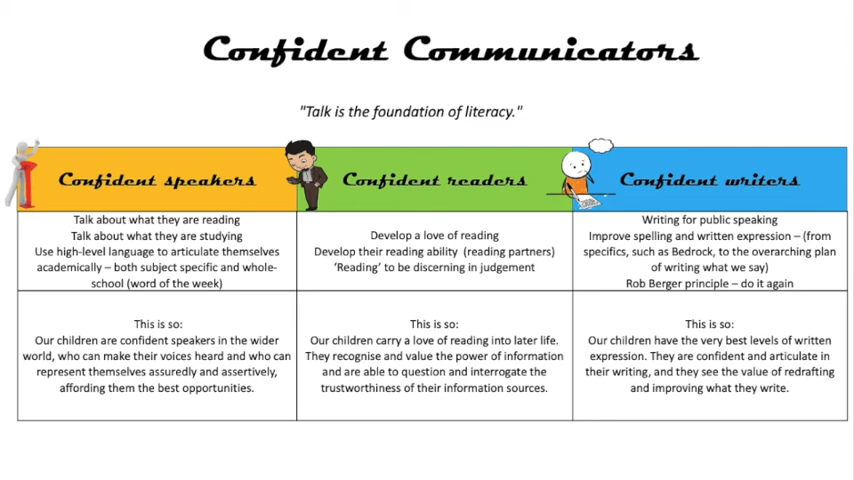 Confident Communicators
"Talk is the foundation of literacy."
Confident speakers
Confident readers
Confident writers
Talk about what they are reading
Talk about what they are studying
Use high-level language to articulate themselves
academically – both subject specific and whole-
school (word of the week)
Develop a love of reading
Develop their reading ability (reading partners)
‘Reading’ to be discerning in judgement
Writing for public speaking
Improve spelling and written expression – (from
specifics, such as Bedrock, to the overarching plan
of writing what we say)
Rob Berger principle – do it again
This is so:
Our children are confident speakers in the wider
world, who can make their voices heard and who can
represent themselves assuredly and assertively,
affording them the best opportunities.
This is so:
Our children carry a love of reading into later life.
They recognise and value the power of information
and are able to question and interrogate the
trustworthiness of their information sources.
This is so:
Our children have the very best levels of written
expression. They are confident and articulate in
their writing, and they see the value of redrafting
and improving what they write.